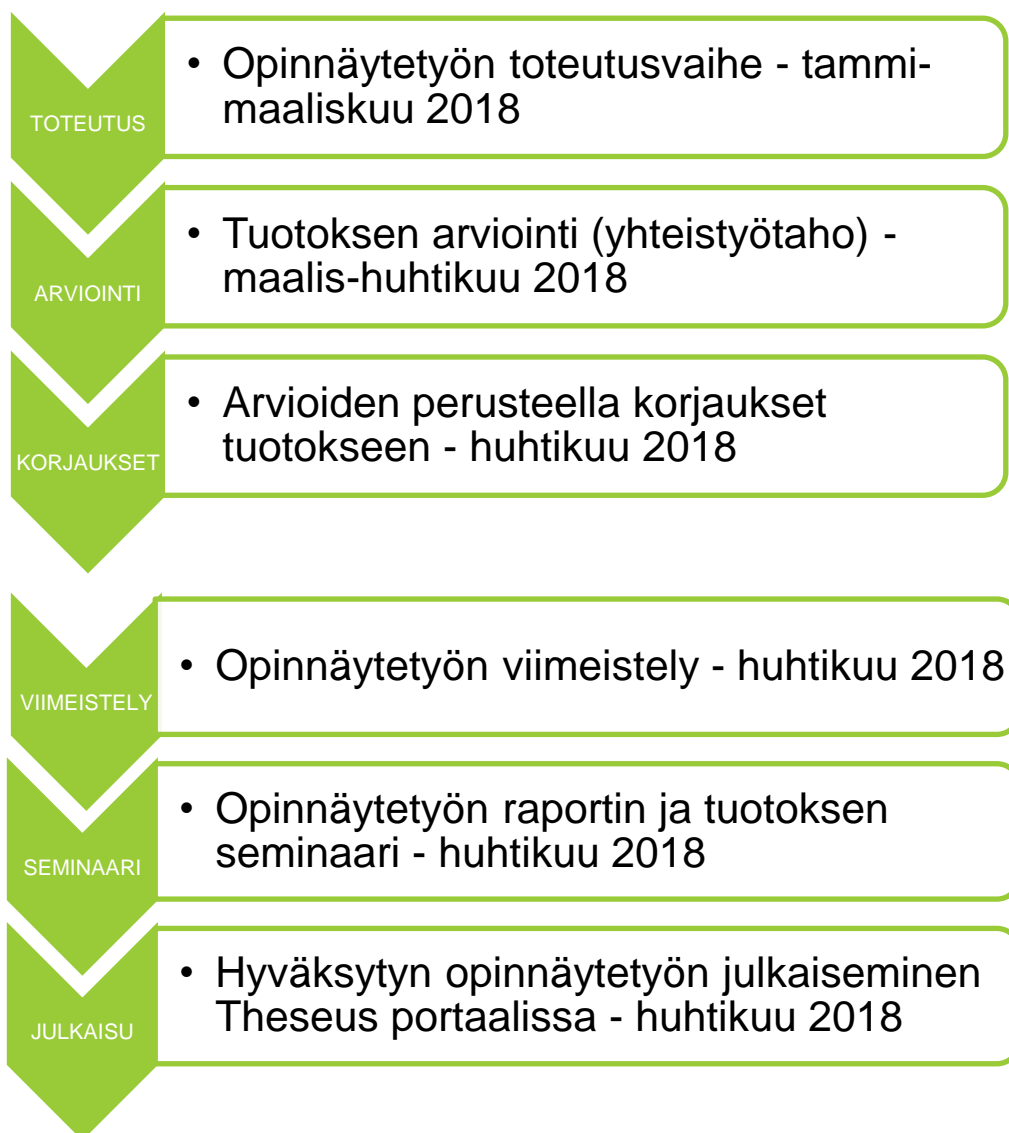 TOTEUTUS
• Opinnäytetyön toteutusvaihe - tammi-
maaliskuu 2018
ARVIOINTI
• Tuotoksen arviointi (yhteistyötaho) -
maalis-huhtikuu 2018
KORJAUKSET
• Arvioiden perusteella korjaukset
tuotokseen - huhtikuu 2018
VIIMEISTELY
• Opinnäytetyön viimeistely - huhtikuu 2018
SEMINAARI
• Opinnäytetyön raportin ja tuotoksen
seminaari - huhtikuu 2018
JULKAISU
• Hyväksytyn opinnäytetyön julkaiseminen
Theseus portaalissa - huhtikuu 2018